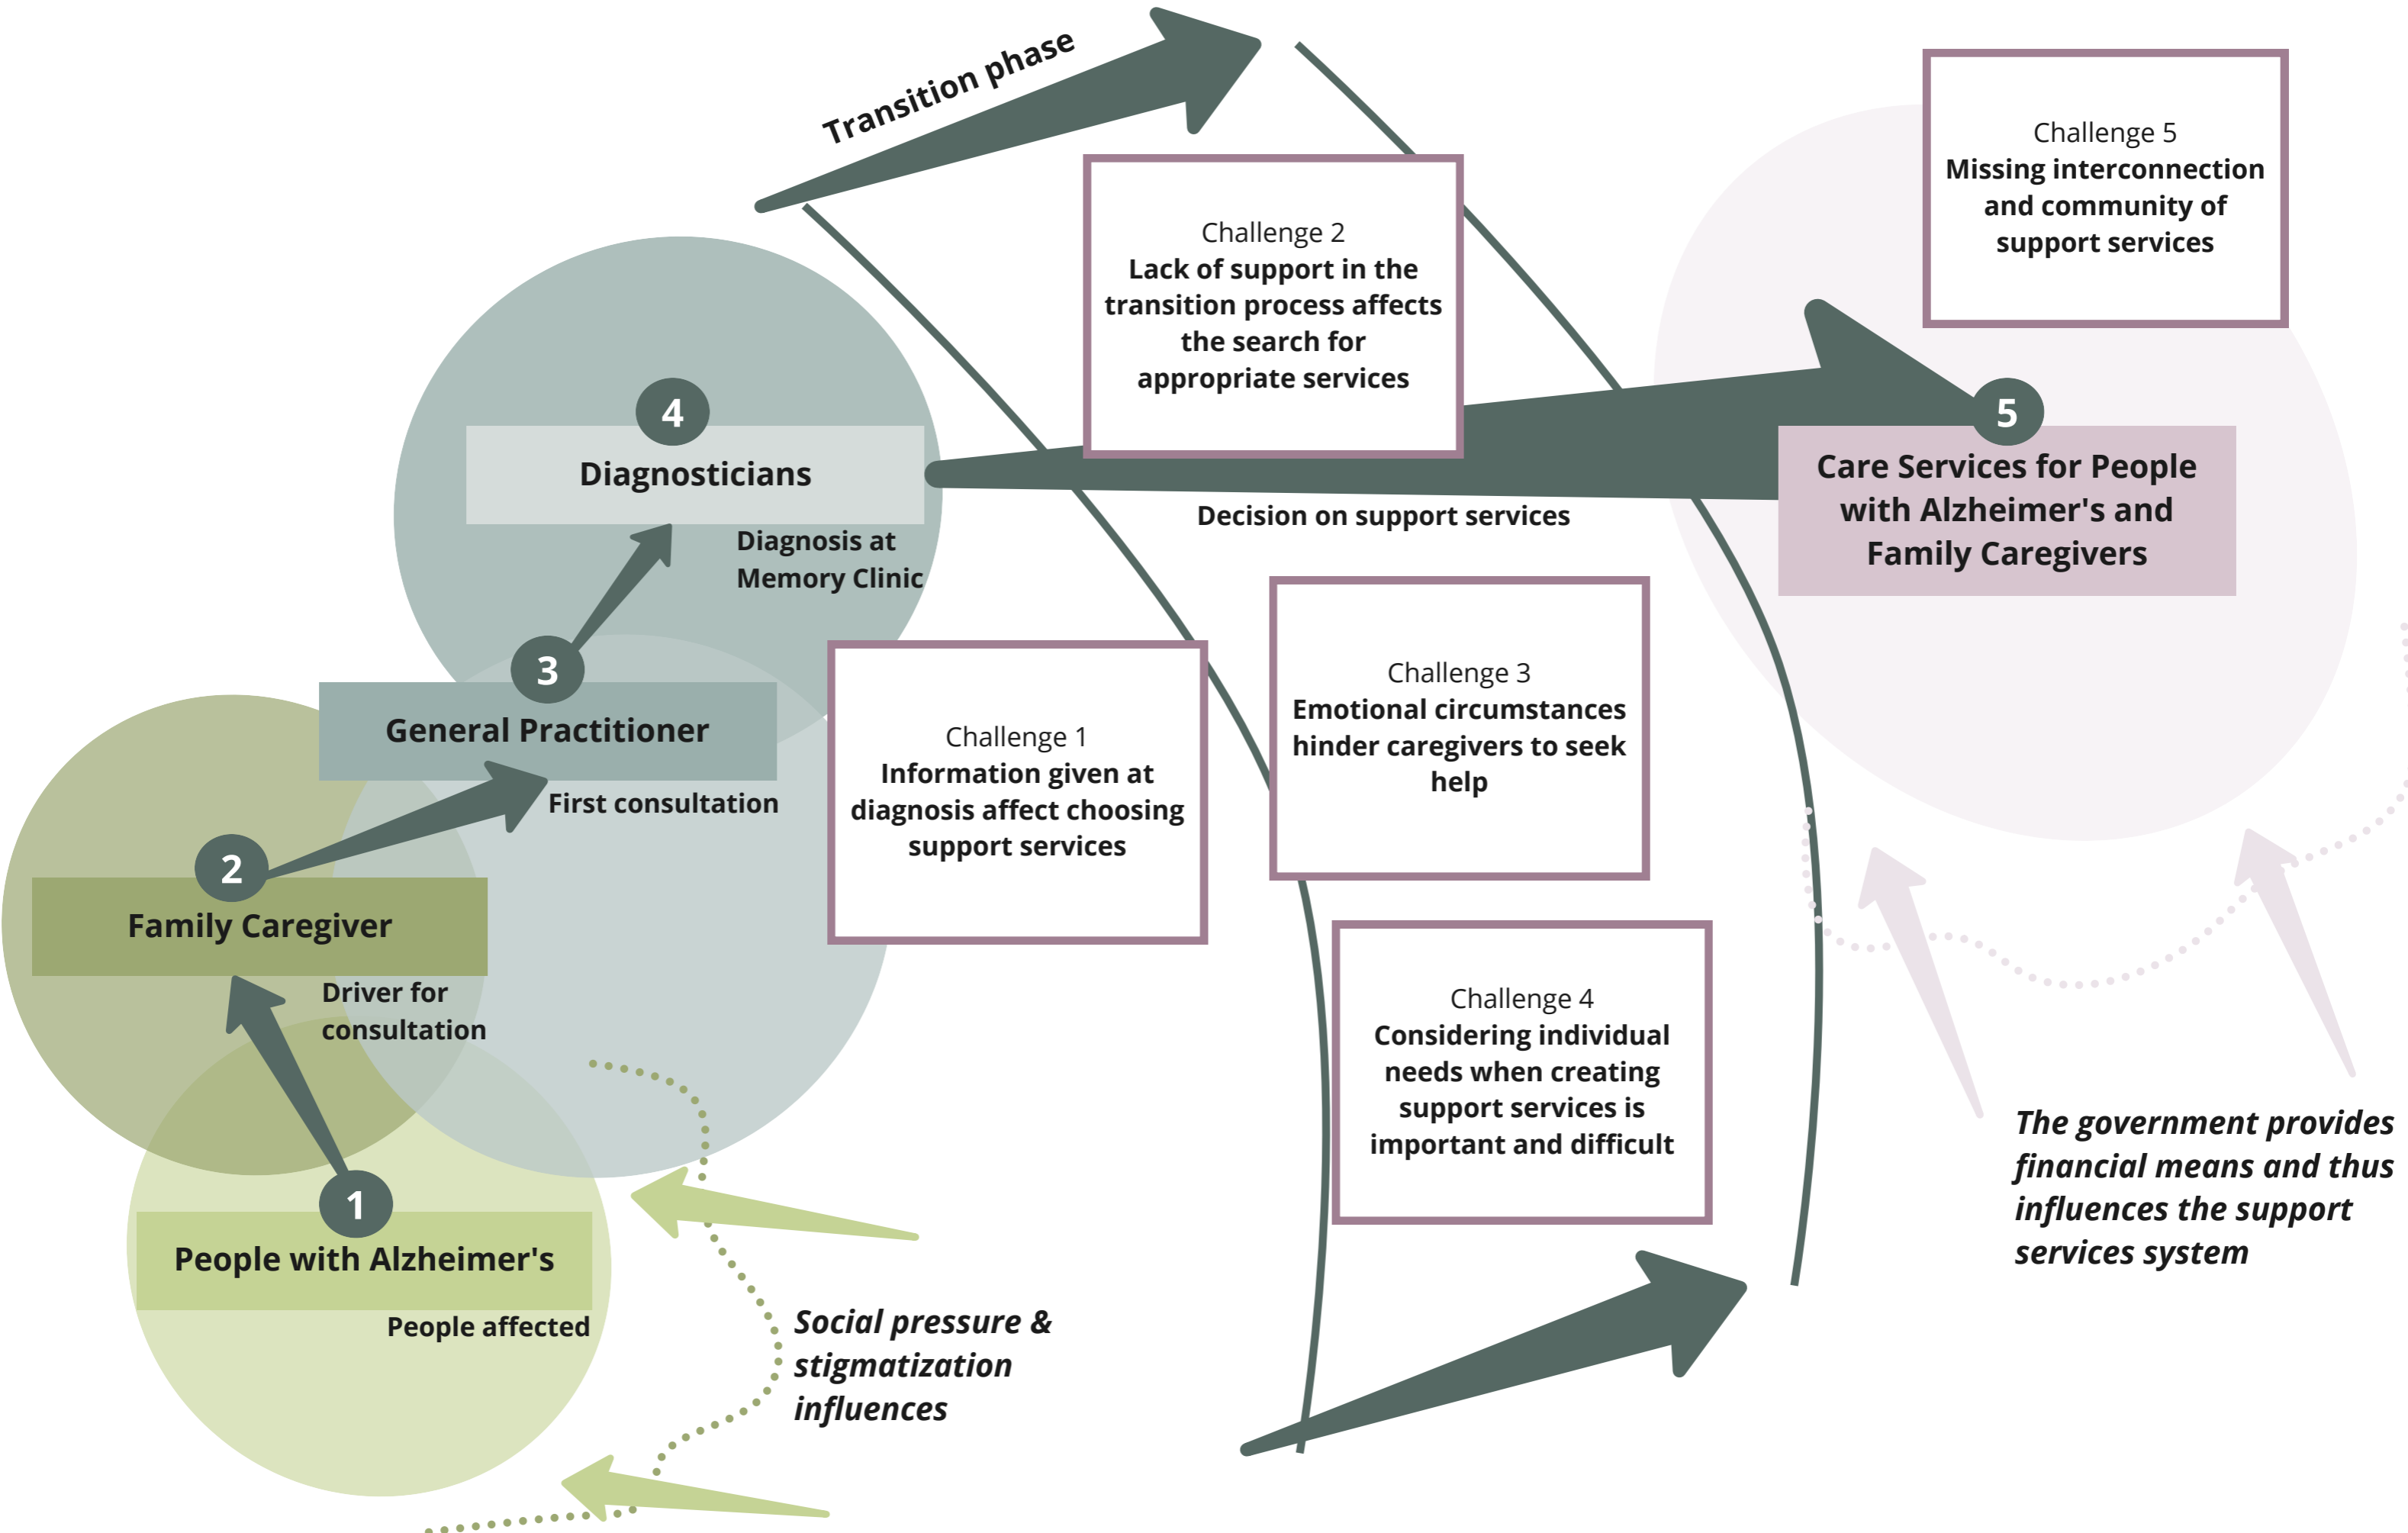 Transition phase
Challenge 5
Missing interconnection
and community of
support services
Challenge 2
Lack of support in the
transition process affects
the search for
appropriate services
4
Diagnosticians
Diagnosis at
Memory Clinic
5
Care Services for People
with Alzheimer's and
Family Caregivers
Decision on support services
3
General Practitioner
First consultation
Challenge 1
Information given at
diagnosis affect choosing
support services
Challenge 3
Emotional circumstances
hinder caregivers to seek
help
2
Family Caregiver
Driver for
consultation
Challenge 4
Considering individual
needs when creating
support services is
important and difficult
1
People with Alzheimer's
People affected
Social pressure &
stigmatization
influences
The government provides
financial means and thus
influences the support
services system